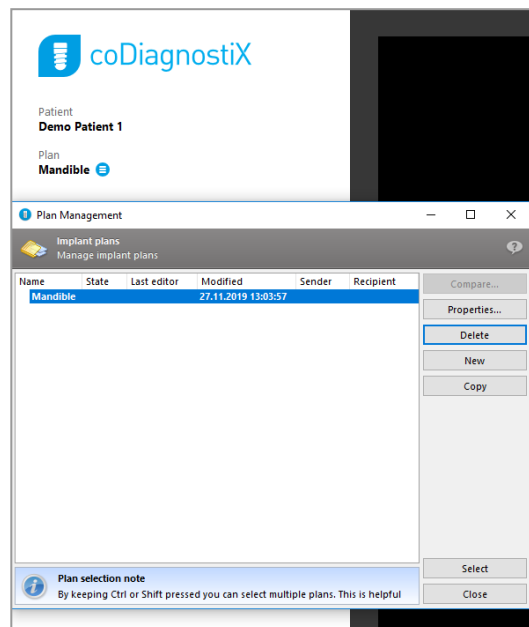 coDiagnostiX
Patient
Demo Patient 1
Plan
Mandible
Plan Management
Implant plans
Manage implant plans
Name State Last editor Modified Sender Recipient
Mandible 27.11.2019 13:03:57
Compare...
Properties...
Delete
New
Copy
Select
Close
Plan selection note
By keeping Ctrl or Shift pressed you can select multiple plans. This is helpful